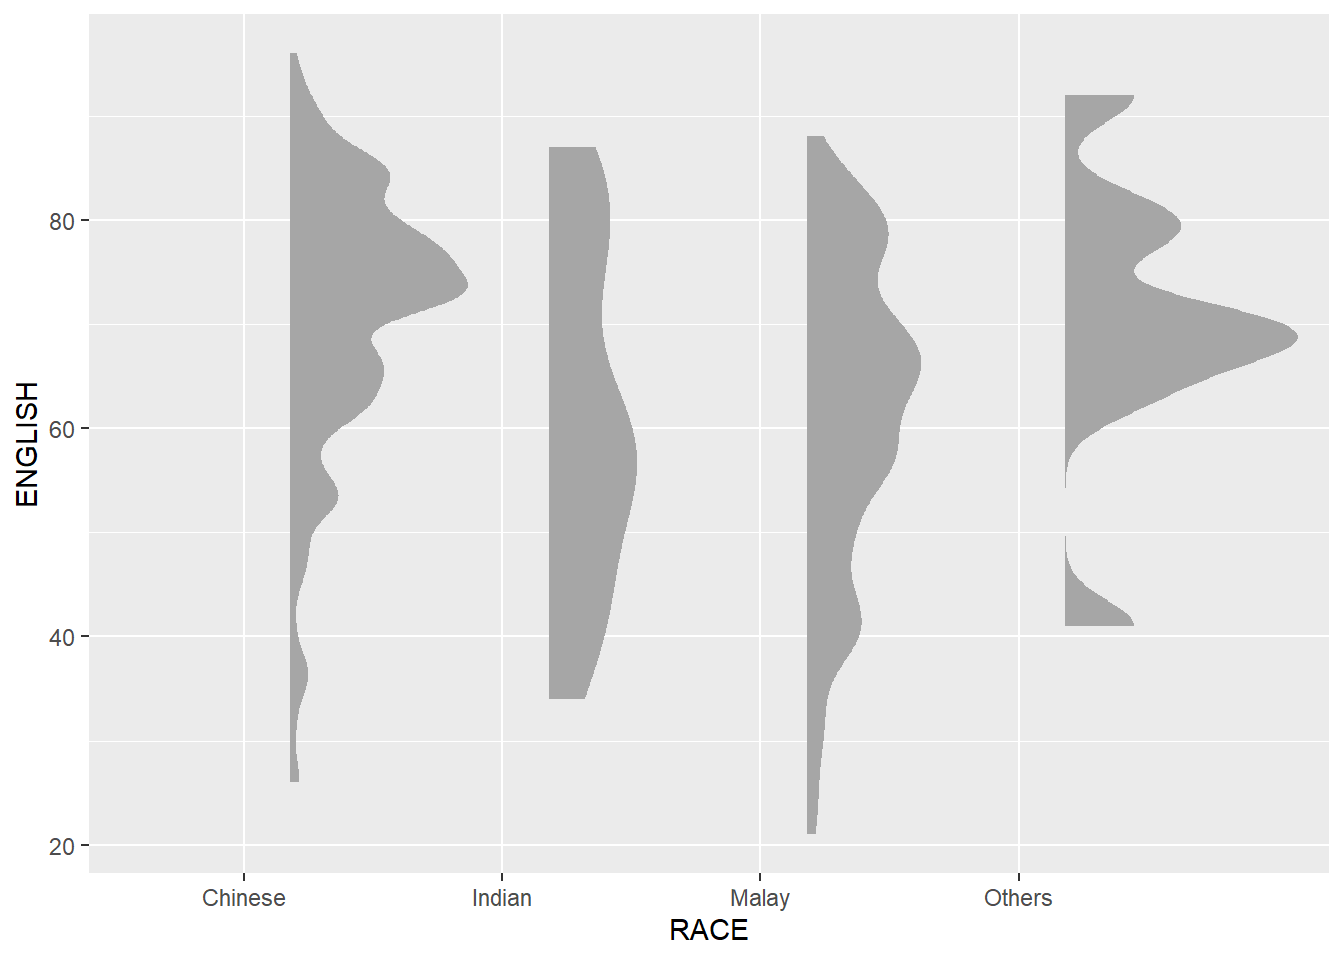 ENGLISH
80
60
40
20
Chinese Indian Malay Others
RACE